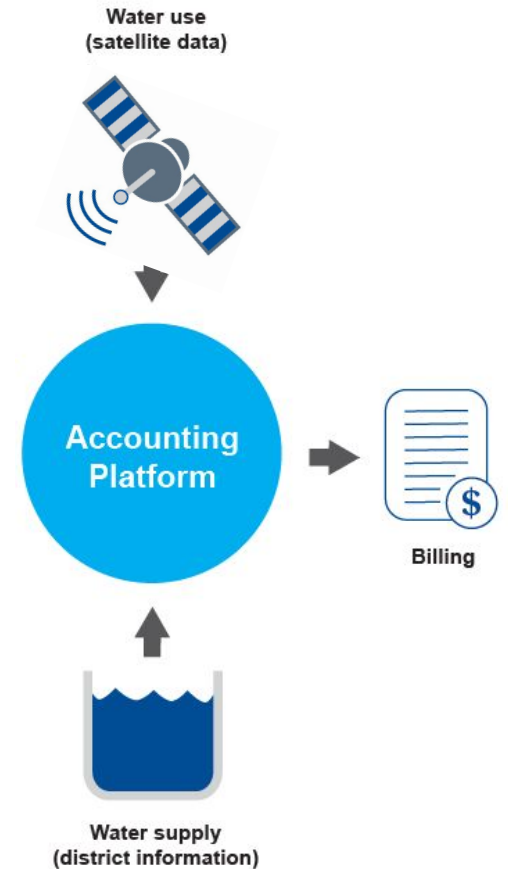 Water use
(satellite data)
Accounting
Platform
$
Billing
Water supply
(district information)